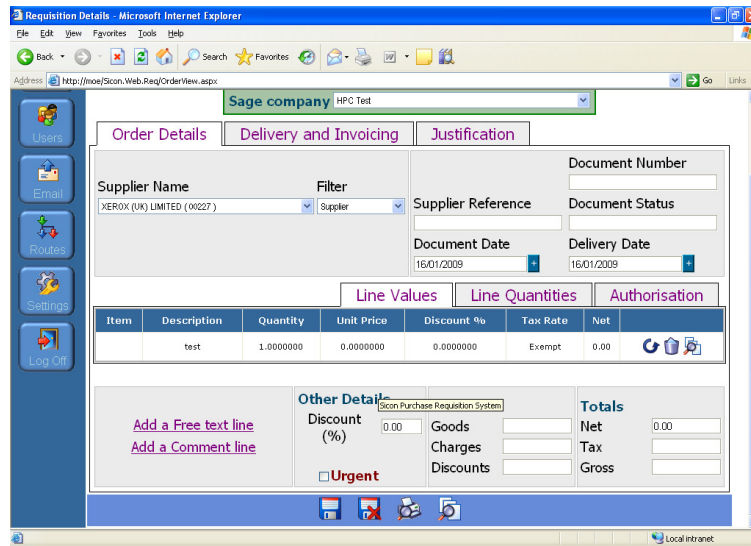 Requisition Details - Microsoft Internet Explorer
File Edit View Favorites Tools Help
Back Search Favorites
Address http://moe/Sicon.Web.Req/OrderView.aspx Go Links
Sage company HPC Test
Users
Email
Routes
Settings
Log Off
Order Details Delivery and Invoicing Justification
Document Number
Supplier Name Filter
XEROX (UK) LIMITED ( 00227 ) Supplier
Supplier Reference Document Status
Document Date Delivery Date
16/01/2009 + 16/01/2009 +
Line Values Line Quantities Authorisation
Item Description Quantity Unit Price Discount % Tax Rate Net
test 1.0000000 0.0000000 0.0000000 Exempt 0.00
Other Details
Sicon Purchase Requisition System
Totals
Add a Free text line
Add a Comment line
Discount (%) 0.00
Urgent
Goods
Charges
Discounts
Net 0.00
Tax
Gross
Local intranet